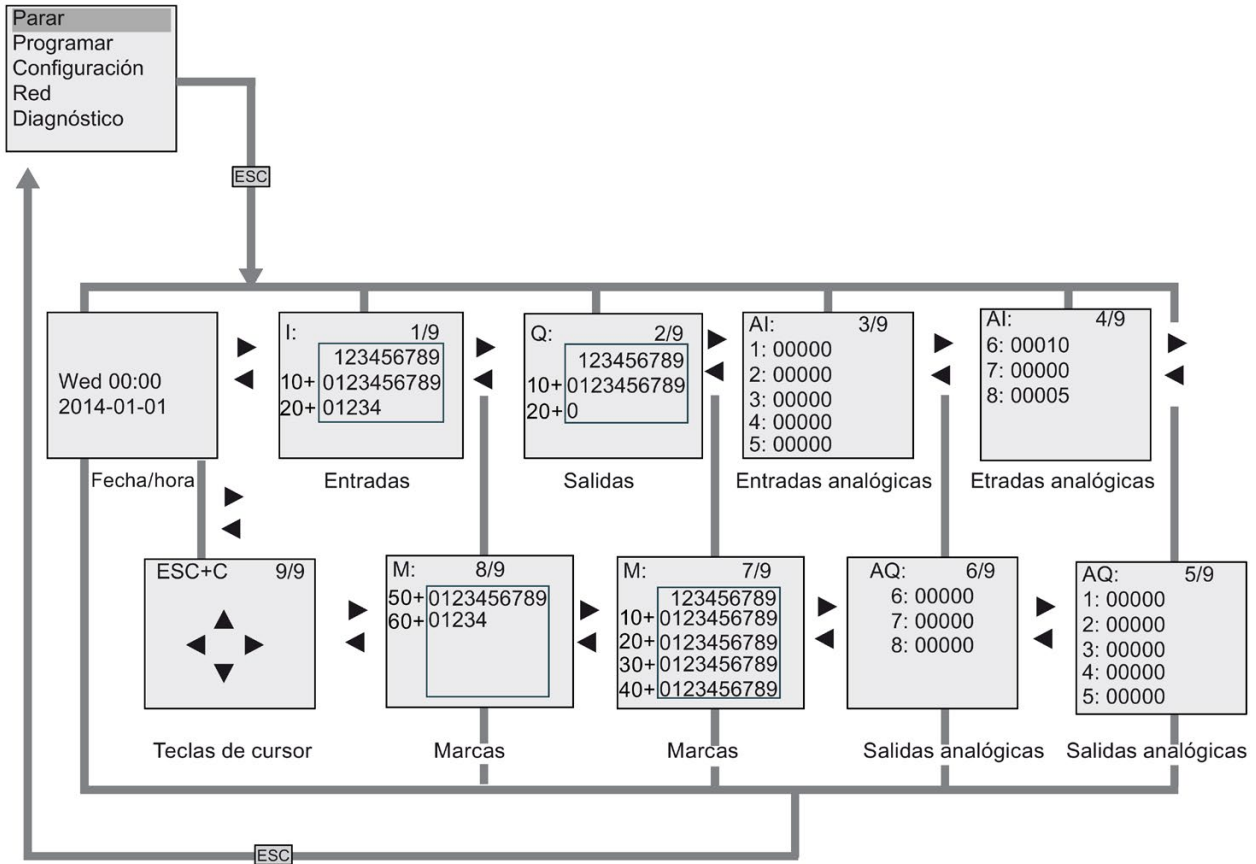 Parar
Programar
Configuración
Red
Diagnóstico
ESC
Wed 00:00
2014-01-01
Fecha/hora
I: 1/9
123456789
10+ 0123456789
20+ 01234
Entradas
Q: 2/9
123456789
10+ 0123456789
20+ 0
Salidas
AI: 3/9
1: 00000
2: 00000
3: 00000
4: 00000
5: 00000
Entradas analógicas
AI: 4/9
6: 00010
7: 00000
8: 00005
Etradas analógicas
ESC+C 9/9
Teclas de cursor
M: 8/9
50+ 0123456789
60+ 01234
Marcas
M: 7/9
123456789
10+ 0123456789
20+ 0123456789
30+ 0123456789
40+ 0123456789
Marcas
AQ: 6/9
6: 00000
7: 00000
8: 00000
Salidas analógicas
AQ: 5/9
1: 00000
2: 00000
3: 00000
4: 00000
5: 00000
Salidas analógicas
ESC